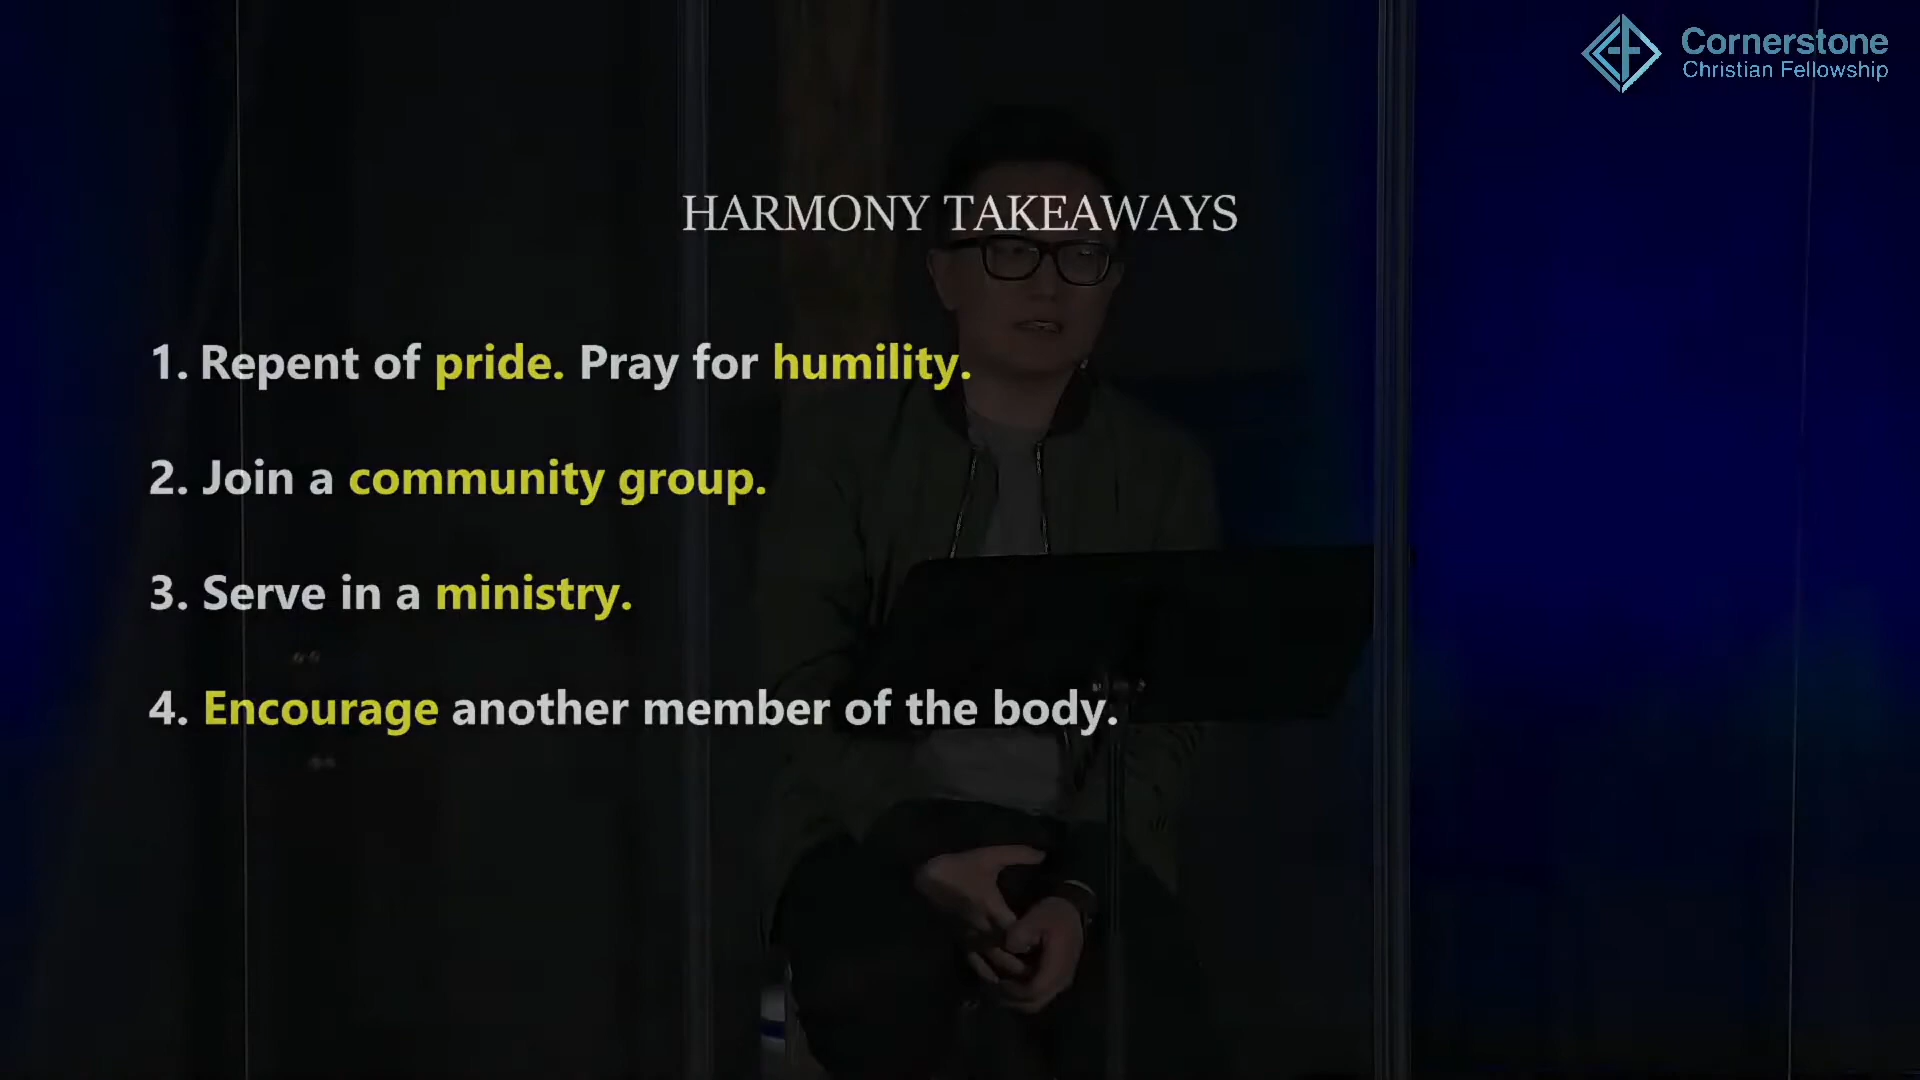 Cornerstone
Christian Fellowship
HARMONY TAKEAWAYS
1. Repent of pride. Pray for humility.
2. Join a community group.
3. Serve in a ministry.
4. Encourage another member of the body.